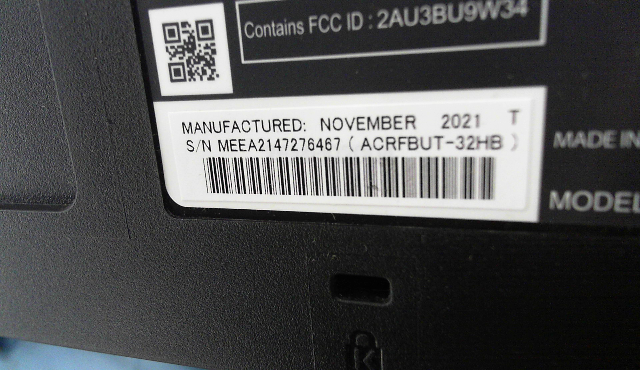 Contains FCC ID : 2AU3BU9W34
MANUFACTURED: NOVEMBER 2021 T
S/N MEEA2147276467 ( ACRFBUT-32HB )
MADE IN
MODEL